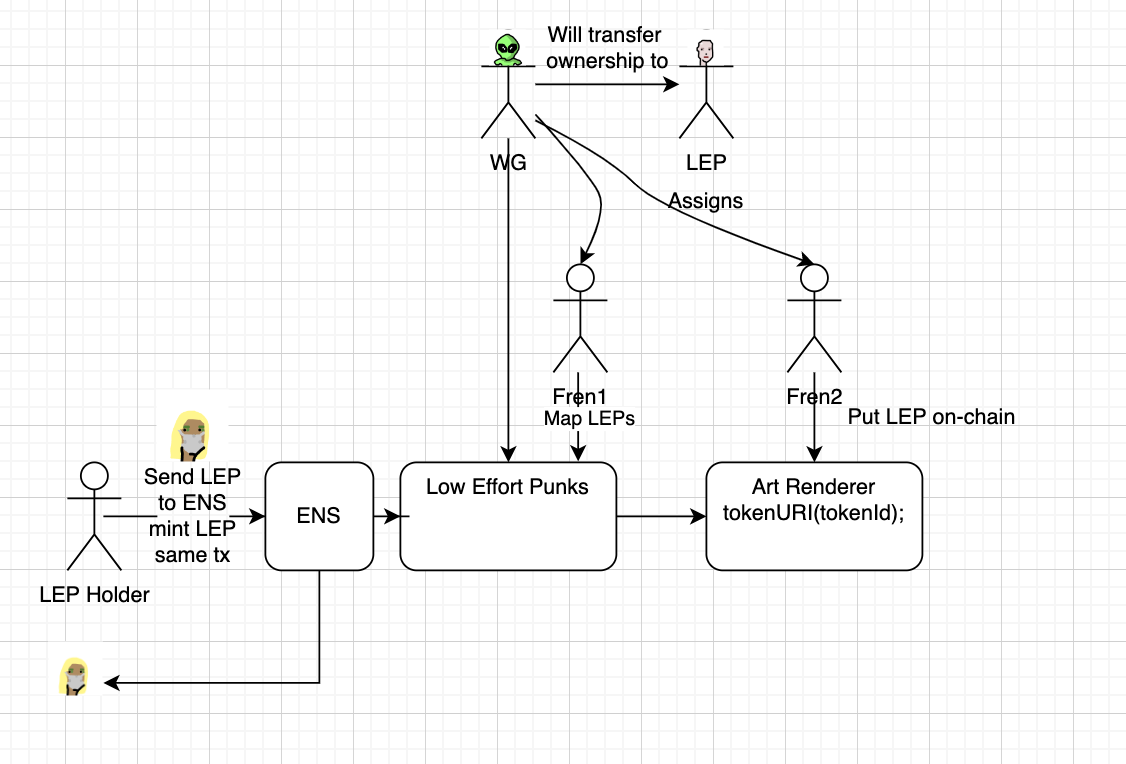 Will transfer
ownership to
WG
LEP
Assigns
Fren1
Map LEPs
Fren2
Put LEP on-chain
Send LEP
to ENS
mint LEP
same tx
LEP Holder
ENS
Low Effort Punks
Art Renderer
tokenURI(tokenId);